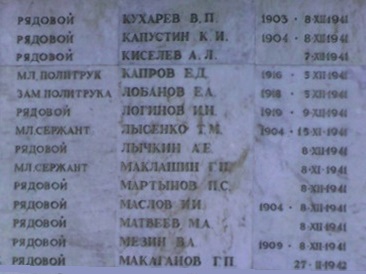 РЯДОВОЙ КУХАРЕВ В.П. 1903 - 8·XII·1941
РЯДОВОЙ КАПУСТИН К.И. 1904 - 8·XII·1941
РЯДОВОЙ КИСЕЛЕВ А.Л. 7·XII·1941
МЛ.ПОЛИТРУК КАПРОВ Е.Д. 1916 - 5·XII·1941
ЗАМ.ПОЛИТРУКА ЛОБАНОВ Е.А. 1918 - 5·XII·1941
РЯДОВОЙ ЛОГИНОВ И.Н. 1910 - 9·XII·1941
МЛ.СЕРЖАНТ ЛЫСЕНКО Т.М. 1904 - 15·XI·1941
РЯДОВОЙ ЛЫЧКИН А.Е. 8·XII·1941
МЛ.СЕРЖАНТ МАКЛАШИН Г.П. 8·XI·1941
РЯДОВОЙ МАРТЫНОВ П.С. 8·XII·1941
РЯДОВОЙ МАСЛОВ И.И. 1904 - 8·XII·1941
РЯДОВОЙ МАТВЕЕВ М.А. 8·XII·1941
РЯДОВОЙ МЕЗИН В.А. 1909 - 8·XII·1941
РЯДОВОЙ МАКАГАНОВ Г.П. 27·II·1942